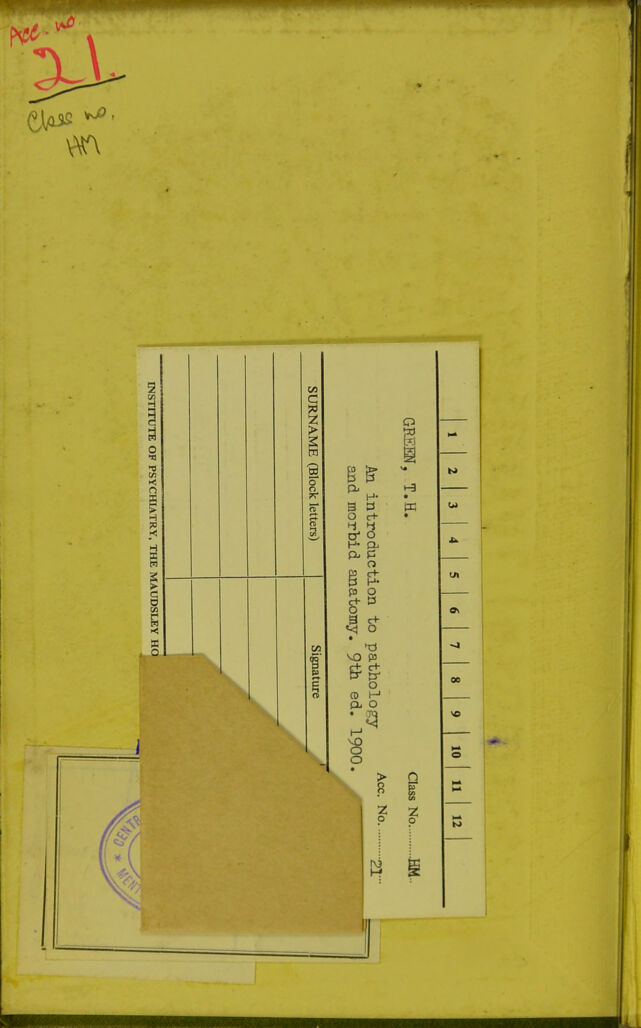 Acc. no.
21.
Class no.
HM
1 2 3 4 5 6 7 8 9 10 11 12
Class No..........HM..
GREEN, T.H.
Acc. No..........21...
An introduction to pathology
and morbid anatomy. 9th ed. 1900.
SURNAME (Block letters) Signature
INSTITUTE OF PSYCHIATRY, THE MAUDSLEY HO
CENTR
MENT